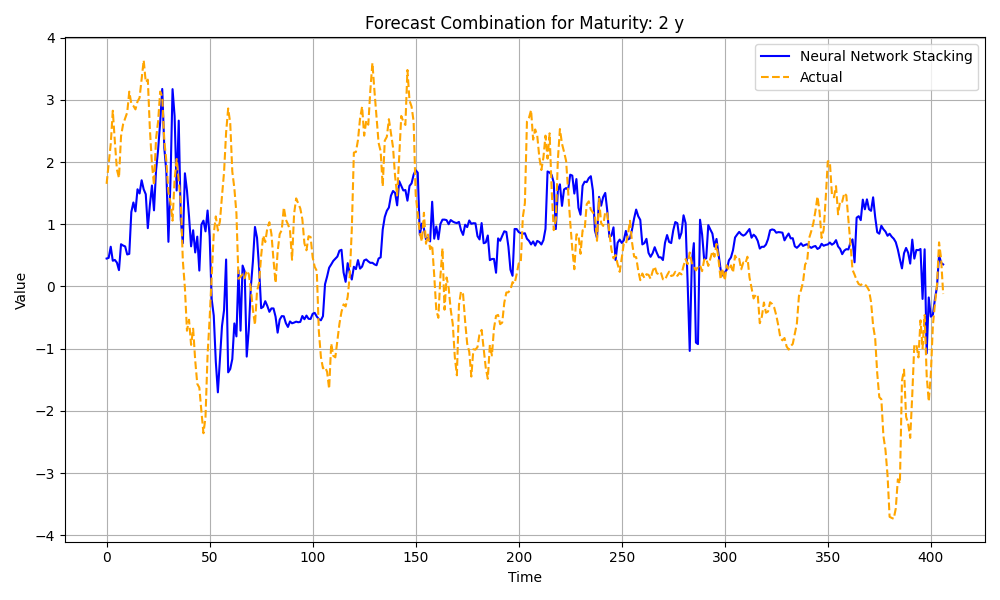 Forecast Combination for Maturity: 2 y
Neural Network Stacking
Actual
Value
4
3
2
1
0
−1
−2
−3
−4
0 50 100 150 200 250 300 350 400
Time